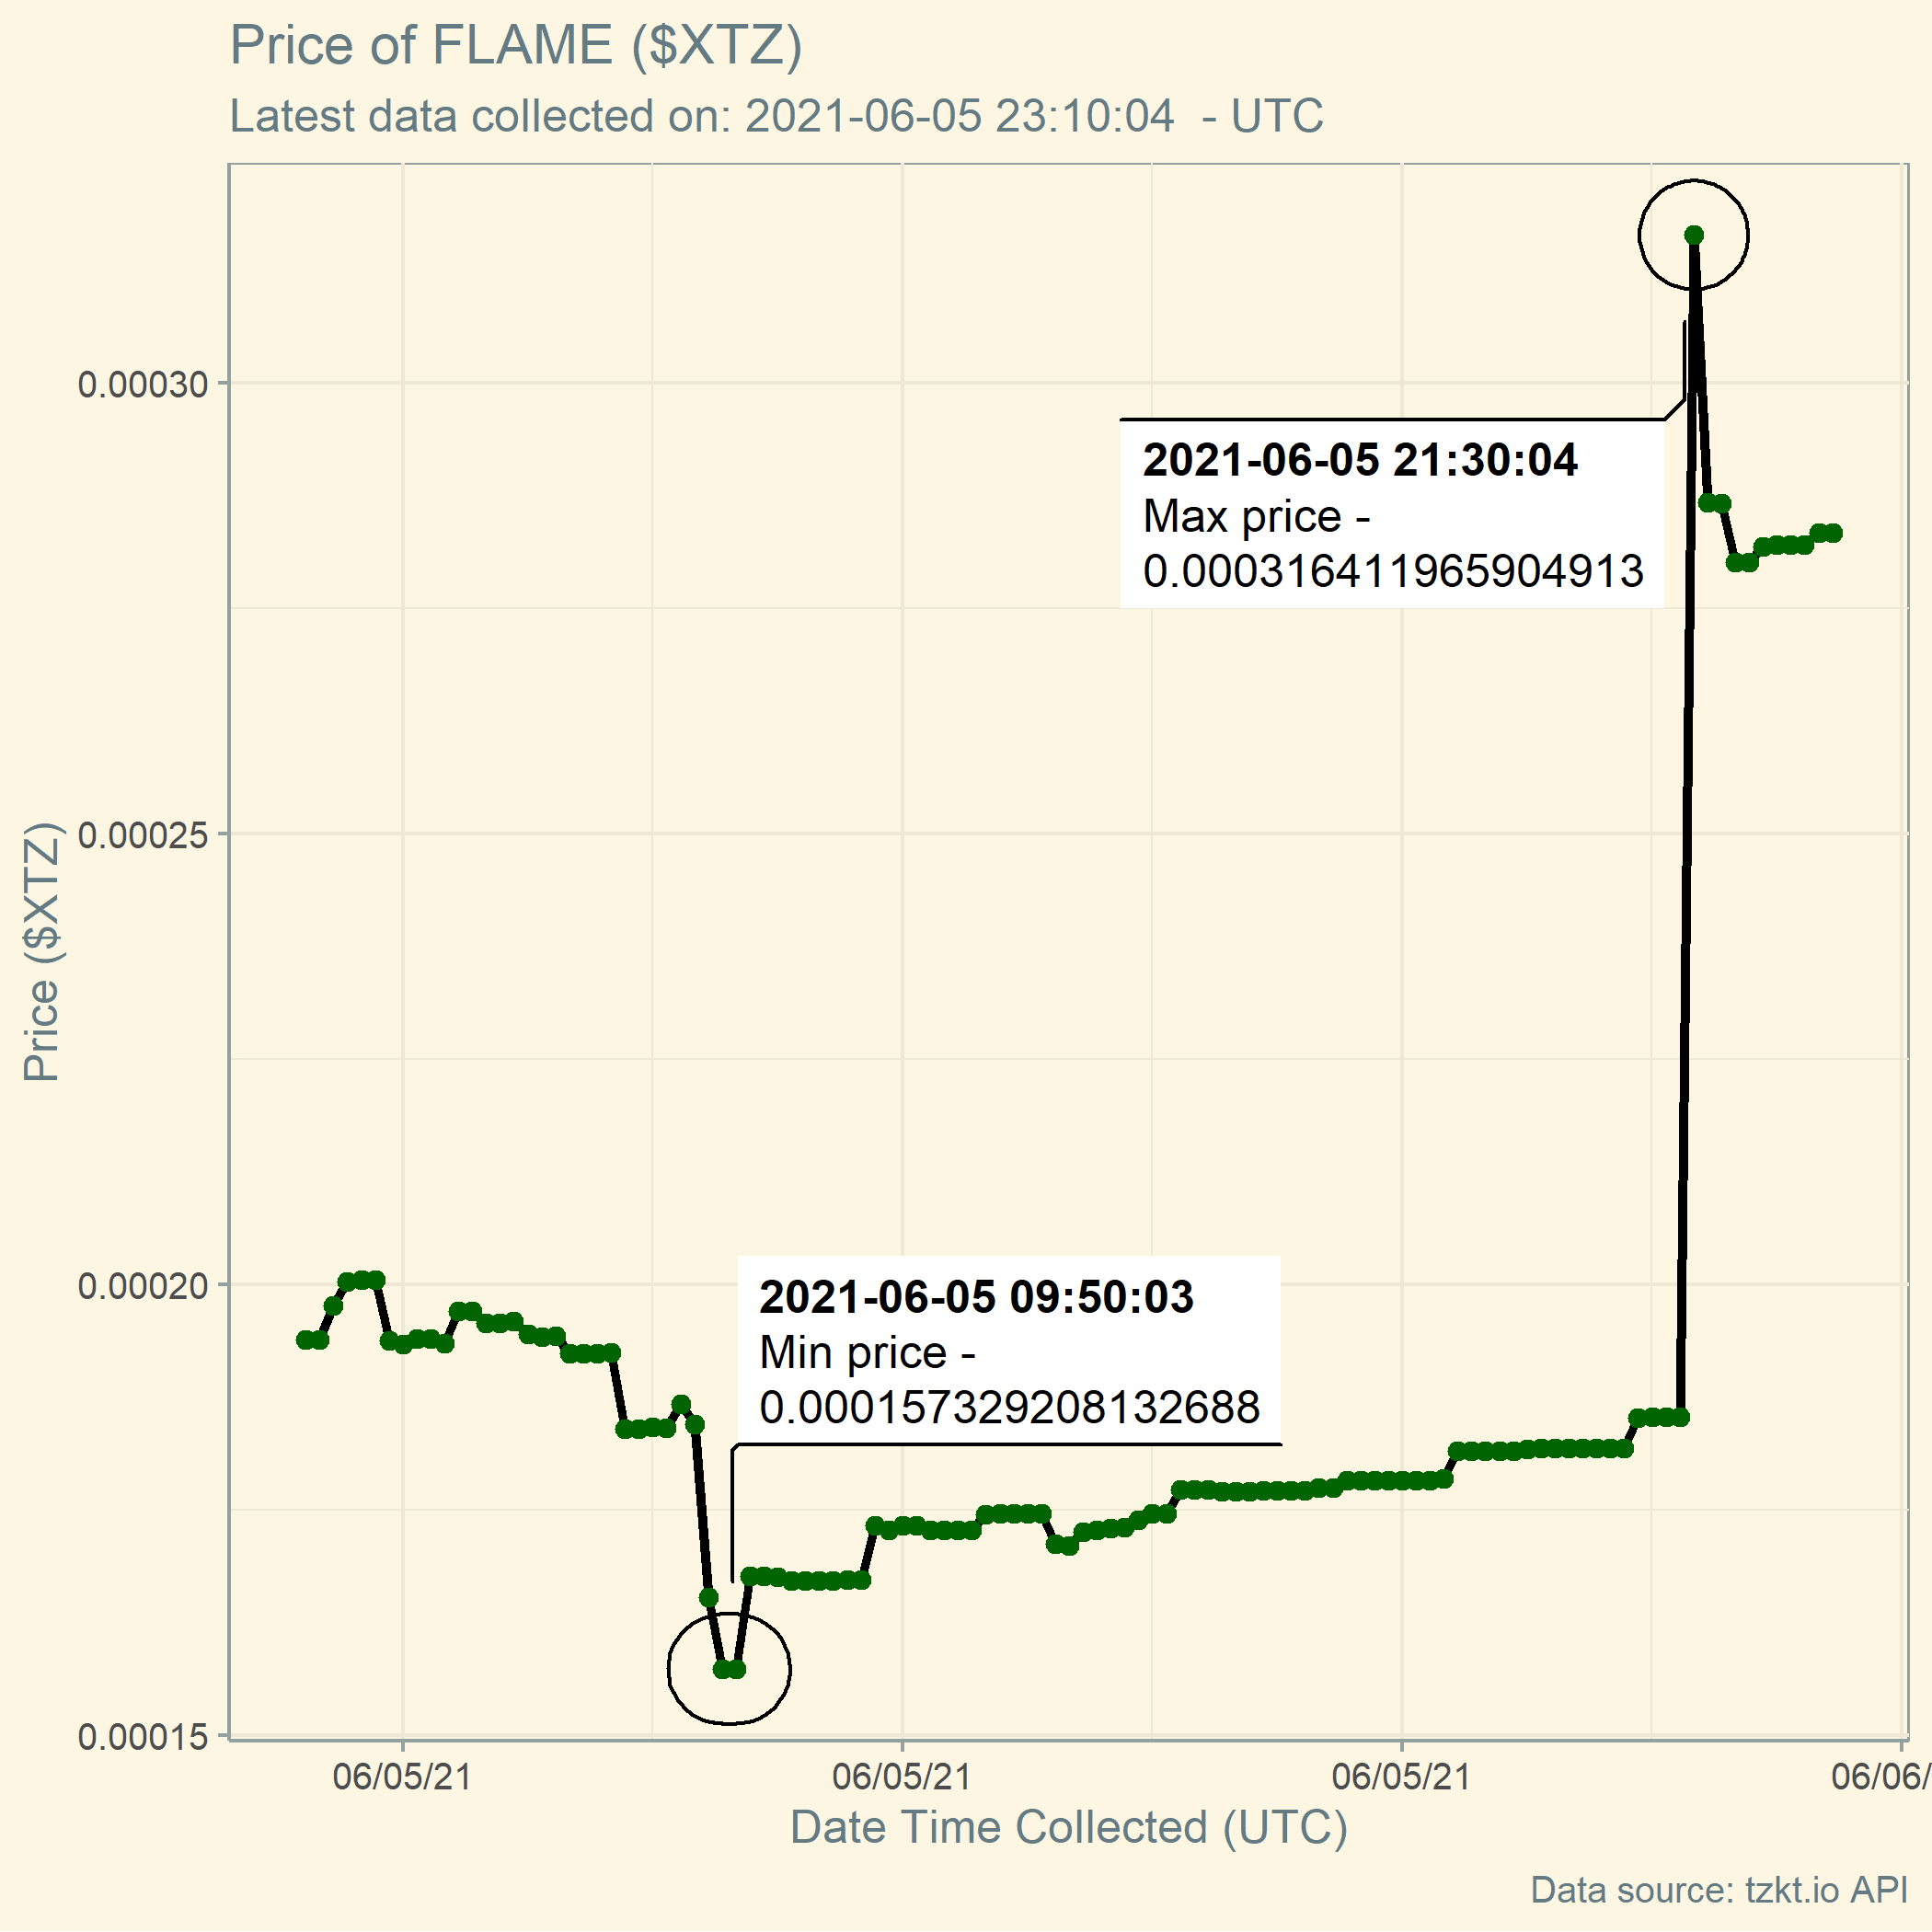 Price of FLAME ($XTZ)
Latest data collected on: 2021-06-05 23:10:04  - UTC
0.00030
0.00025
0.00020
0.00015
Price ($XTZ)
2021-06-05 21:30:04
Max price -
0.000316411965904913
2021-06-05 09:50:03
Min price -
0.000157329208132688
06/05/21
06/05/21
06/05/21
06/06/
Date Time Collected (UTC)
Data source: tzkt.io API